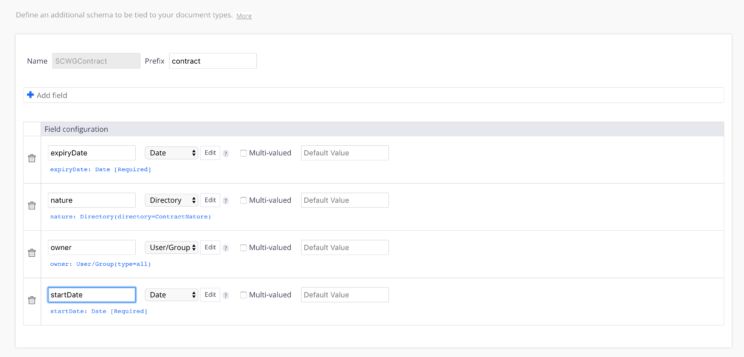 Define an additional schema to be tied to your document types. More
Name SCWGContract Prefix contract
Add field
Field configuration
expiryDate Date Edit ? Multi-valued Default Value
expiryDate: Date [Required]
nature Directory Edit ? Multi-valued Default Value
nature: Directory(directory=ContractNature)
owner User/Group Edit ? Multi-valued Default Value
owner: User/Group(type=all)
startDate Date Edit ? Multi-valued Default Value
startDate: Date [Required]